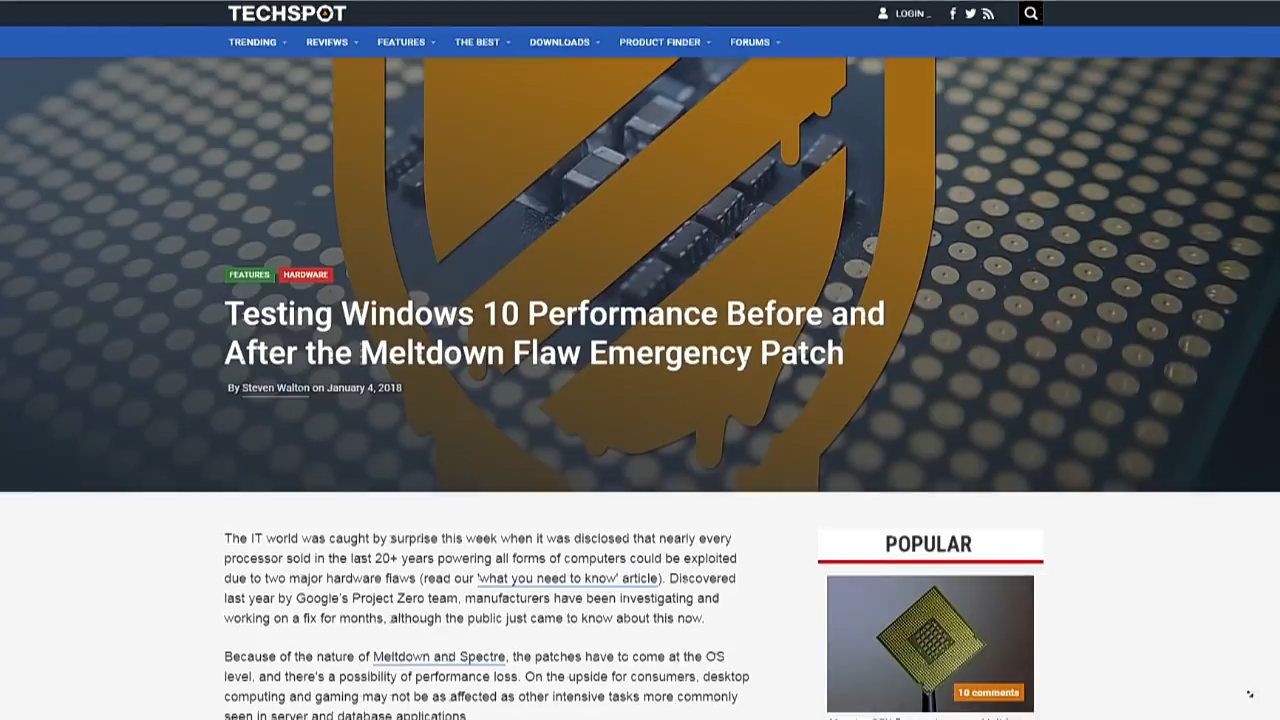 TECHSPOT
LOGIN
TRENDING
REVIEWS
FEATURES
THE BEST
DOWNLOADS
PRODUCT FINDER
FORUMS
FEATURES
HARDWARE
Testing Windows 10 Performance Before and
After the Meltdown Flaw Emergency Patch
By Steven Walton on January 4, 2018
The IT world was caught by surprise this week when it was disclosed that nearly every
processor sold in the last 20+ years powering all forms of computers could be exploited
due to two major hardware flaws (read our 'what you need to know' article). Discovered
last year by Google's Project Zero team, manufacturers have been investigating and
working on a fix for months, although the public just came to know about this now.
Because of the nature of Meltdown and Spectre, the patches have to come at the OS
level, and there's a possibility of performance loss. On the upside for consumers, desktop
computing and gaming may not be as affected as other intensive tasks more commonly
seen in server and database applications
POPULAR
10 comments